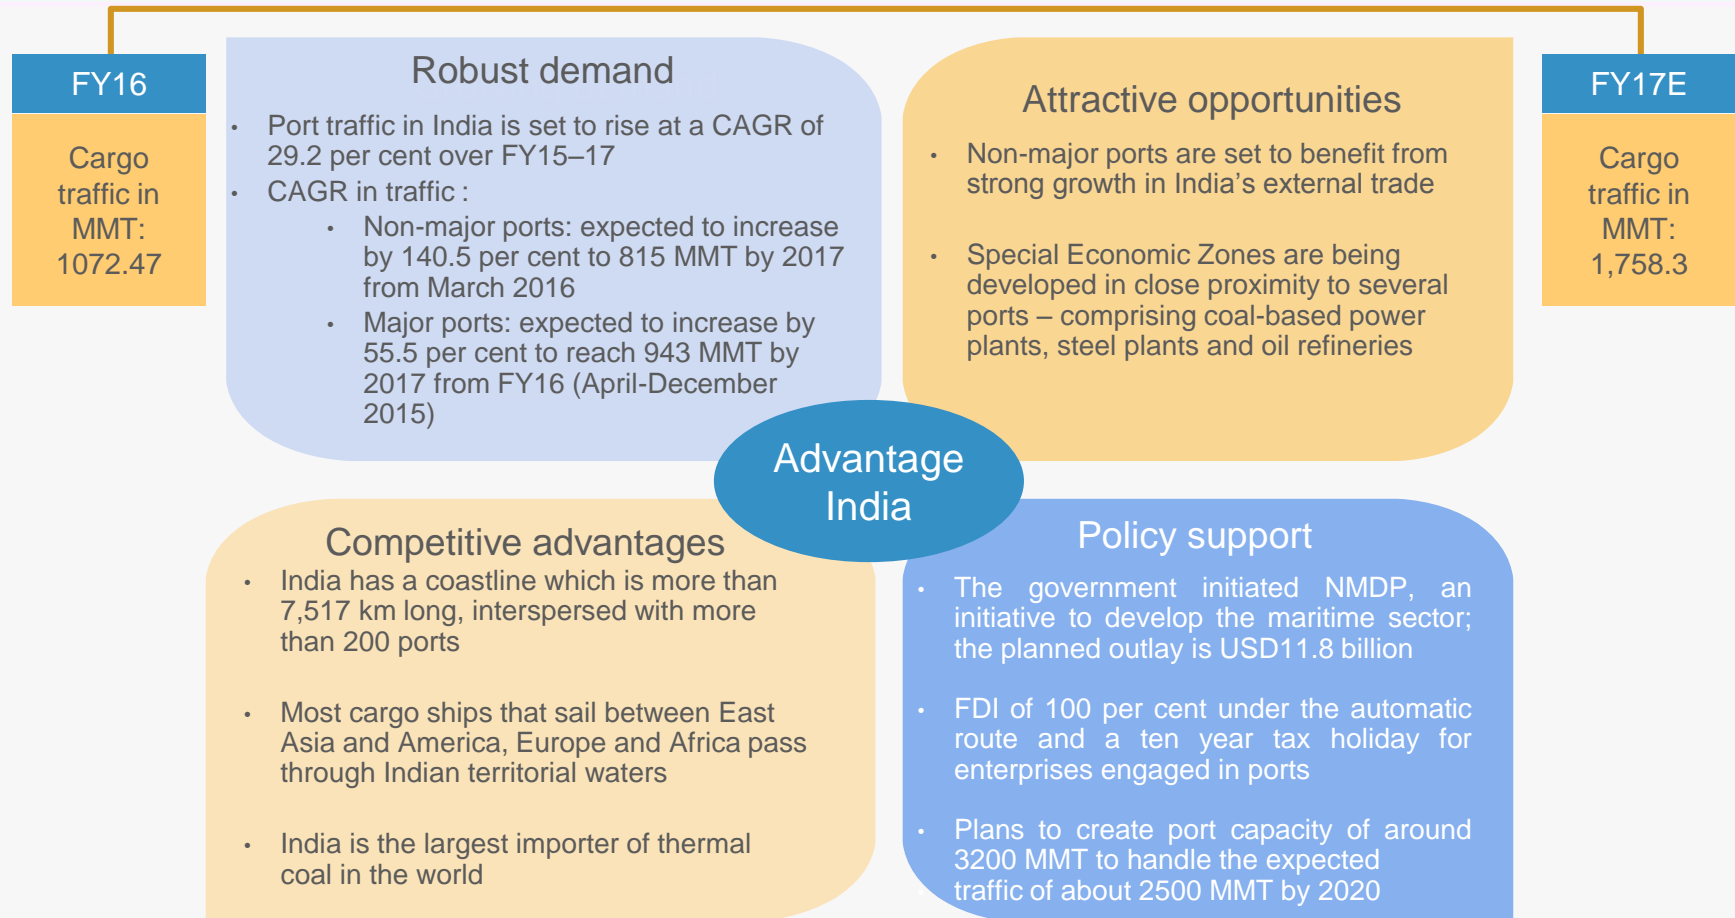 FY16
Cargo
traffic in
MMT:
1072.47
Robust demand
• Port traffic in India is set to rise at a CAGR of
29.2 per cent over FY15–17
• CAGR in traffic :
• Non-major ports: expected to increase
by 140.5 per cent to 815 MMT by 2017
from March 2016
• Major ports: expected to increase by
55.5 per cent to reach 943 MMT by
2017 from FY16 (April-December
2015)
Attractive opportunities
• Non-major ports are set to benefit from
strong growth in India’s external trade
• Special Economic Zones are being
developed in close proximity to several
ports – comprising coal-based power
plants, steel plants and oil refineries
FY17E
Cargo
traffic in
MMT:
1,758.3
Advantage
India
Competitive advantages
• India has a coastline which is more than
7,517 km long, interspersed with more
than 200 ports
• Most cargo ships that sail between East
Asia and America, Europe and Africa pass
through Indian territorial waters
• India is the largest importer of thermal
coal in the world
Policy support
• The government initiated NMDP, an
initiative to develop the maritime sector;
the planned outlay is USD11.8 billion
• FDI of 100 per cent under the automatic
route and a ten year tax holiday for
enterprises engaged in ports
• Plans to create port capacity of around
3200 MMT to handle the expected
• traffic of about 2500 MMT by 2020